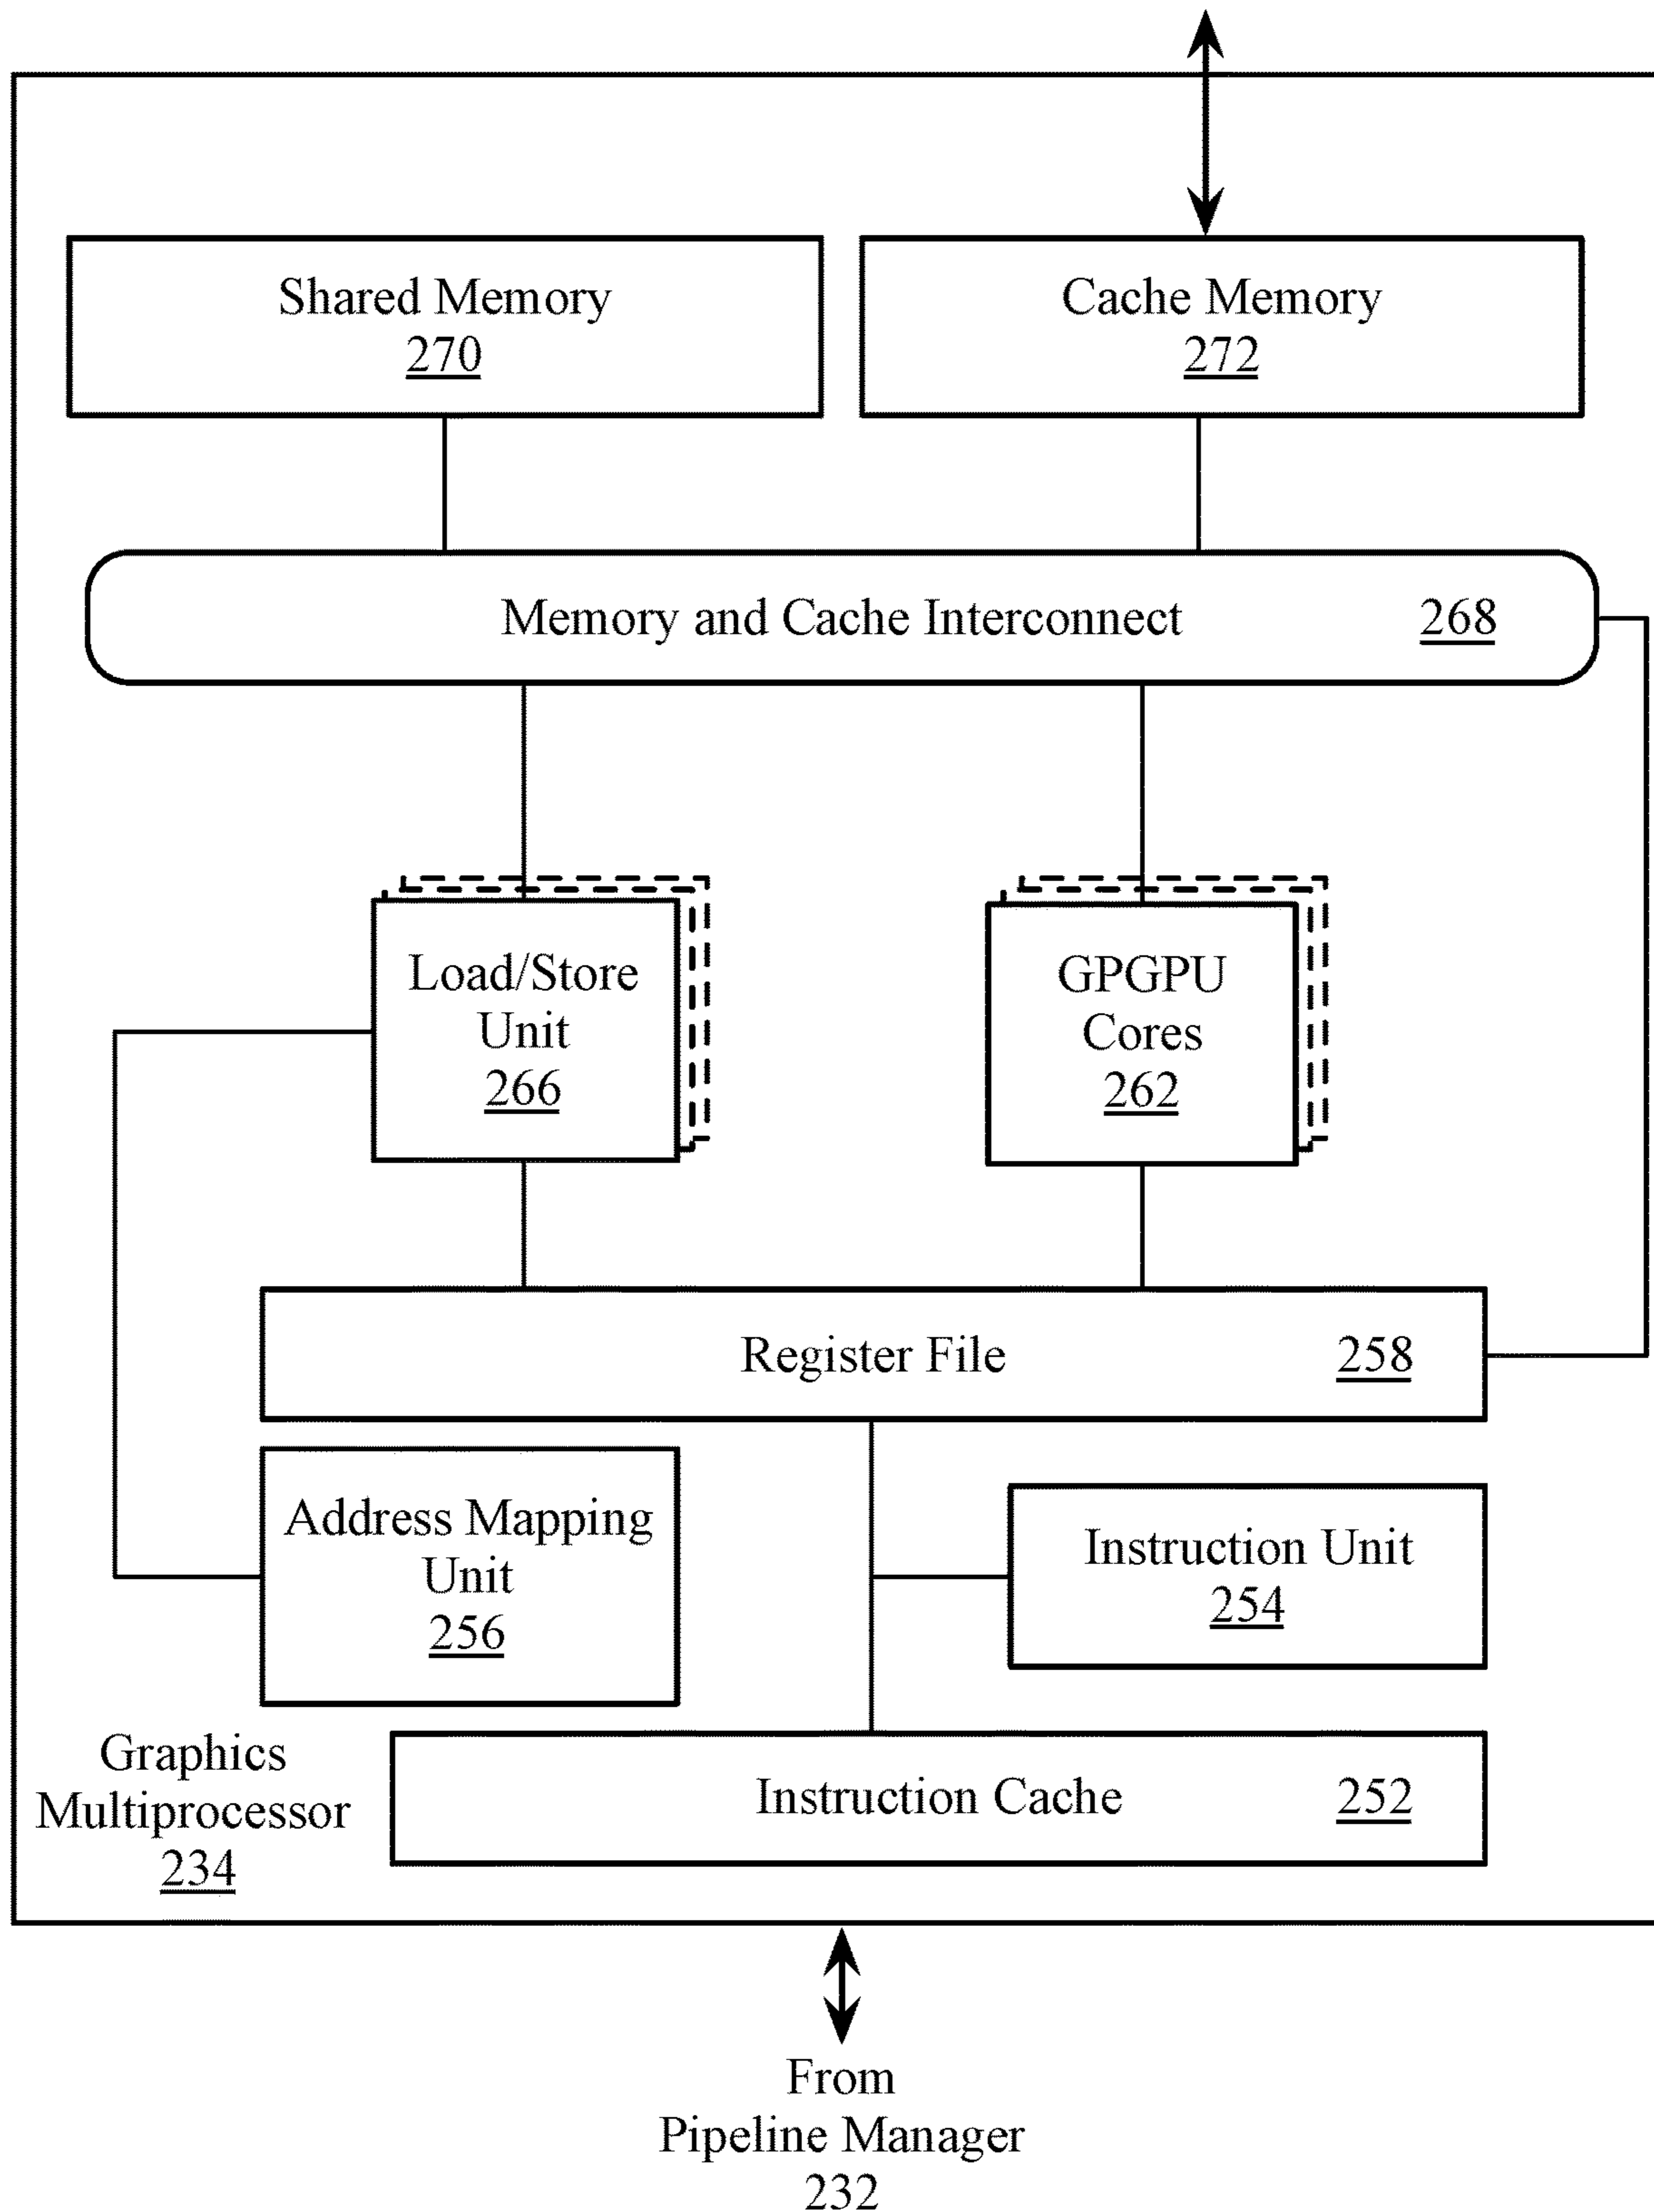 Shared Memory
270
Cache Memory
272
Memory and Cache Interconnect 268
Load/Store
Unit
266
GPGPU
Cores
262
Register File 258
Address Mapping
Unit
256
Instruction Unit
254
Graphics
Multiprocessor
234
Instruction Cache 252
From
Pipeline Manager
232